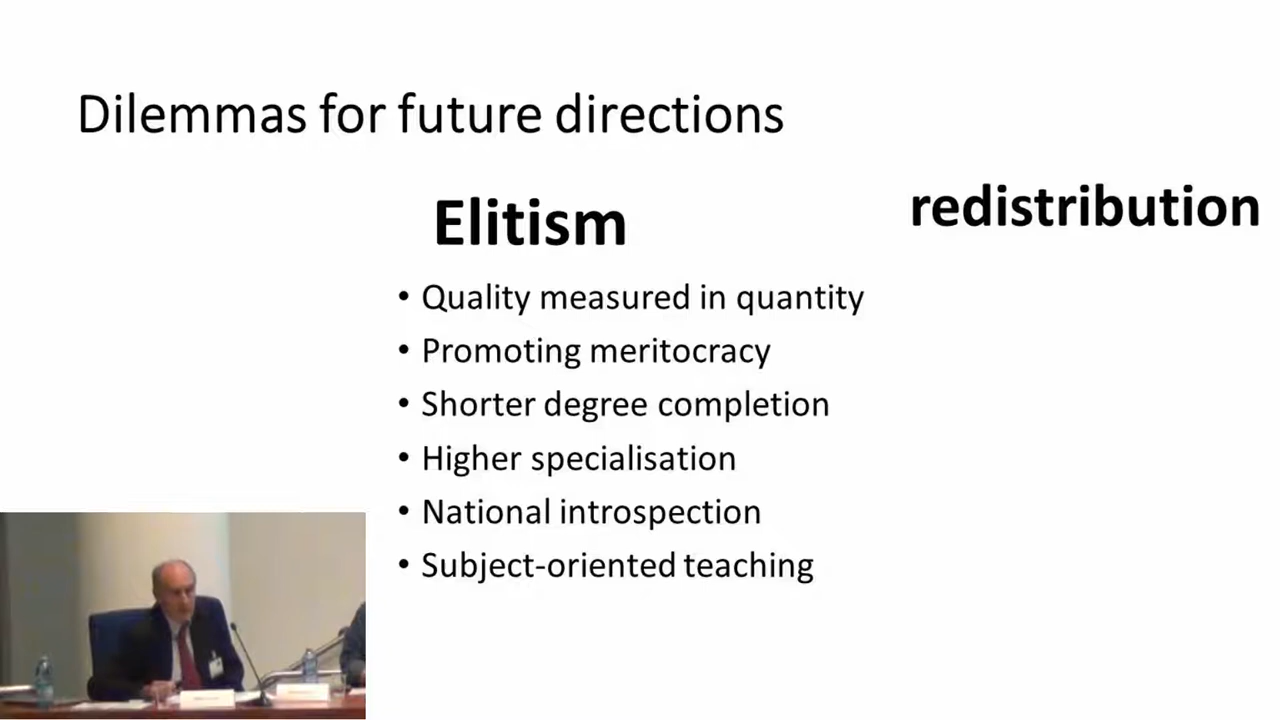 Dilemmas for future directions
Elitism
redistribution
• Quality measured in quantity
• Promoting meritocracy
• Shorter degree completion
• Higher specialisation
• National introspection
• Subject-oriented teaching